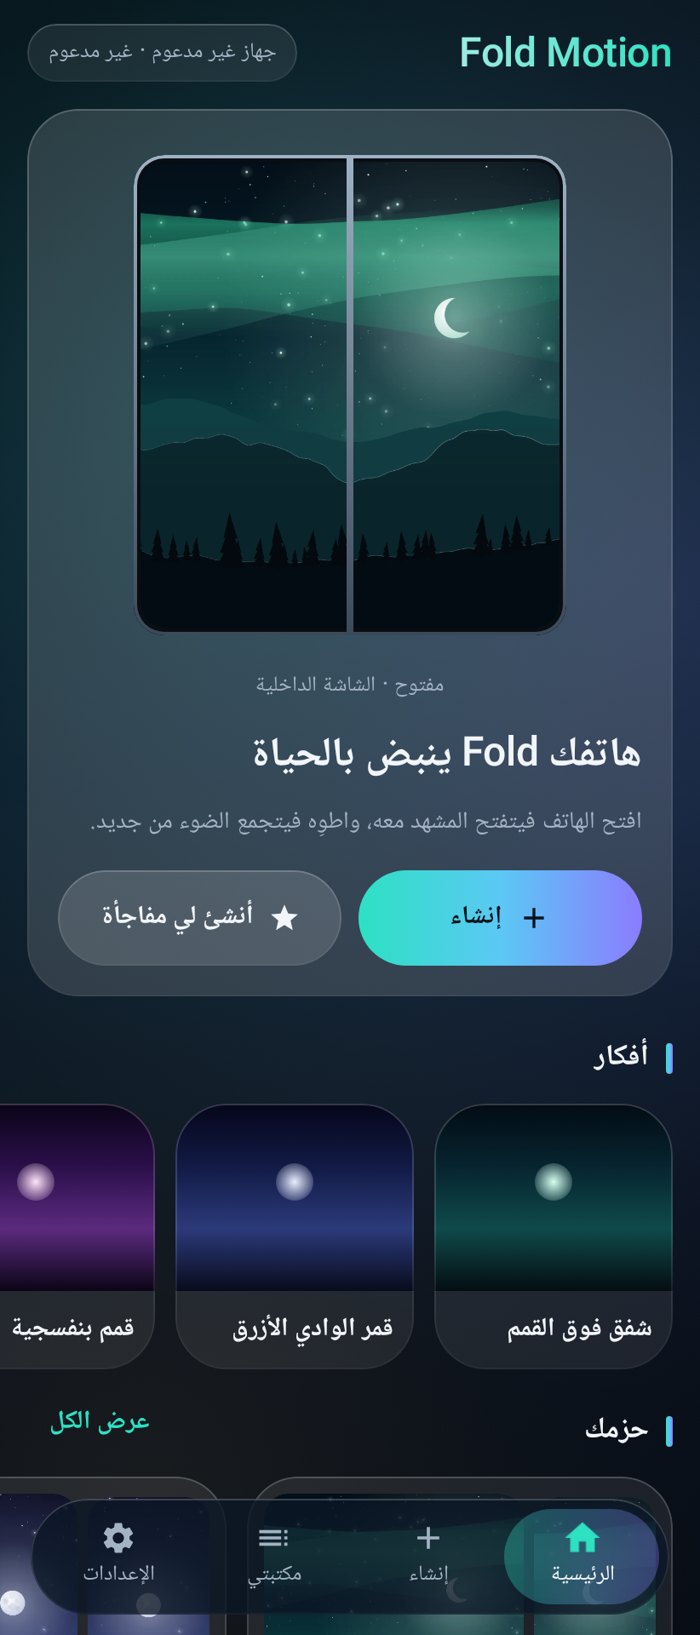 Fold Motion
جهاز غير مدعوم · غير مدعوم
مفتوح · الشاشة الداخلية
هاتفك Fold ينبض بالحياة
افتح الهاتف فيتفتح المشهد معه، واطوِه فيتجمع الضوء من جديد.
إنشاء
أنشئ لي مفاجأة
أفكار
شفق فوق القمم
قمر الوادي الأزرق
قمم بنفسجية
حزمك
عرض الكل
الرئيسية
إنشاء
مكتبتي
الإعدادات